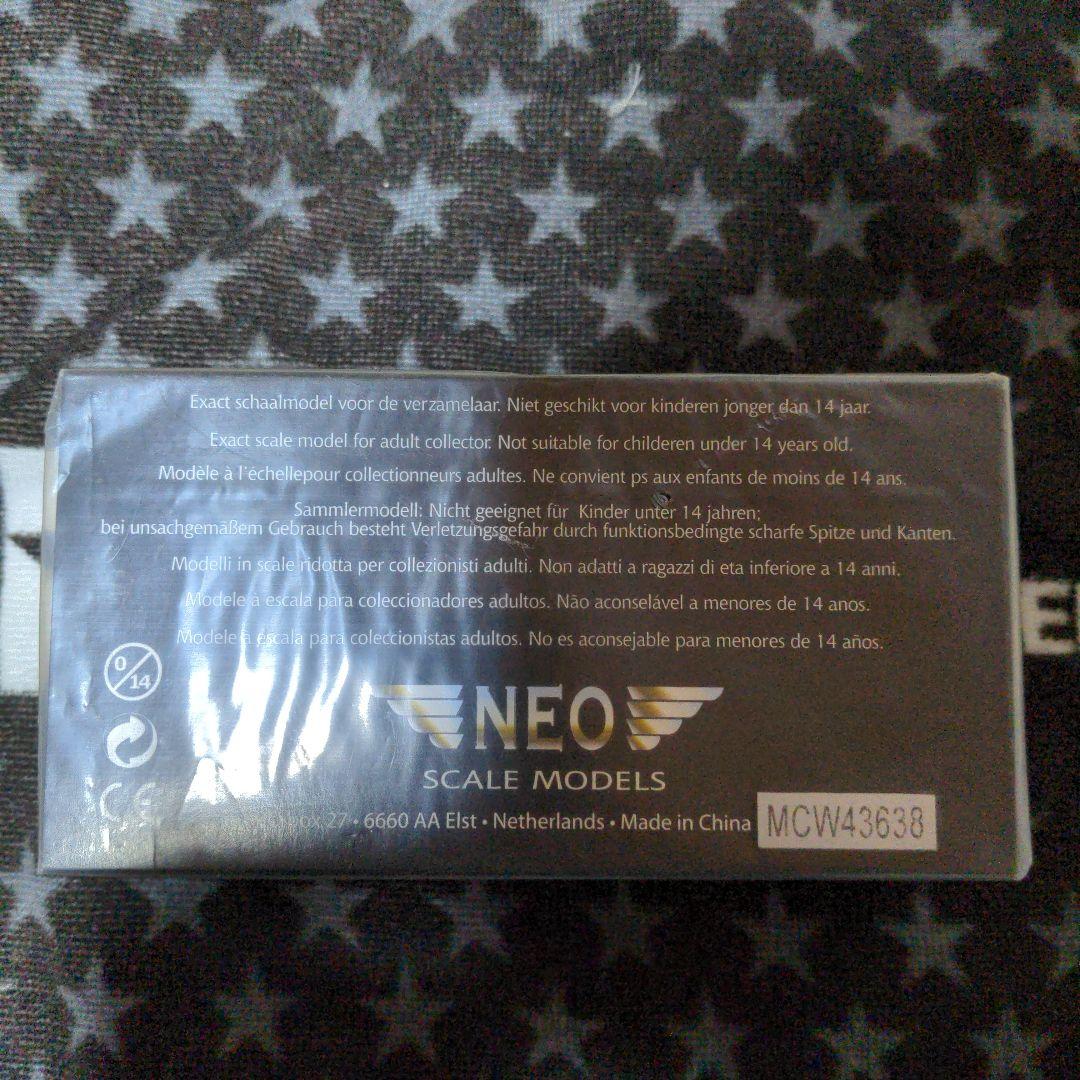 Exact schaalmodel voor de verzamelaar. Niet geschikt voor kinderen jonger dan 14 jaar.
Exact scale model for adult collector. Not suitable for childeren under 14 years old.
Modèle à l'échellepour collectionneurs adultes. Ne convient ps aux enfants de moins de 14 ans.
Sammlermodell: Nicht geeignet für Kinder unter 14 jahren;
bei unsachgemäßem Gebrauch besteht Verletzungsgefahr durch funktionsbedingte scharfe Spitze und Kanten.
Modelli in scale ridotta per collezionisti adulti. Non adatti a ragazzi di eta inferiore a 14 anni.
Modele a escala para coleccionadores adultos. Não aconselável a menores de 14 anos.
Modele a escala para coleccionistas adultos. No es aconsejable para menores de 14 años.
0/14
NEO
SCALE MODELS
CE
27 • 6660 AA Elst • Netherlands • Made in China
MCW43638
E